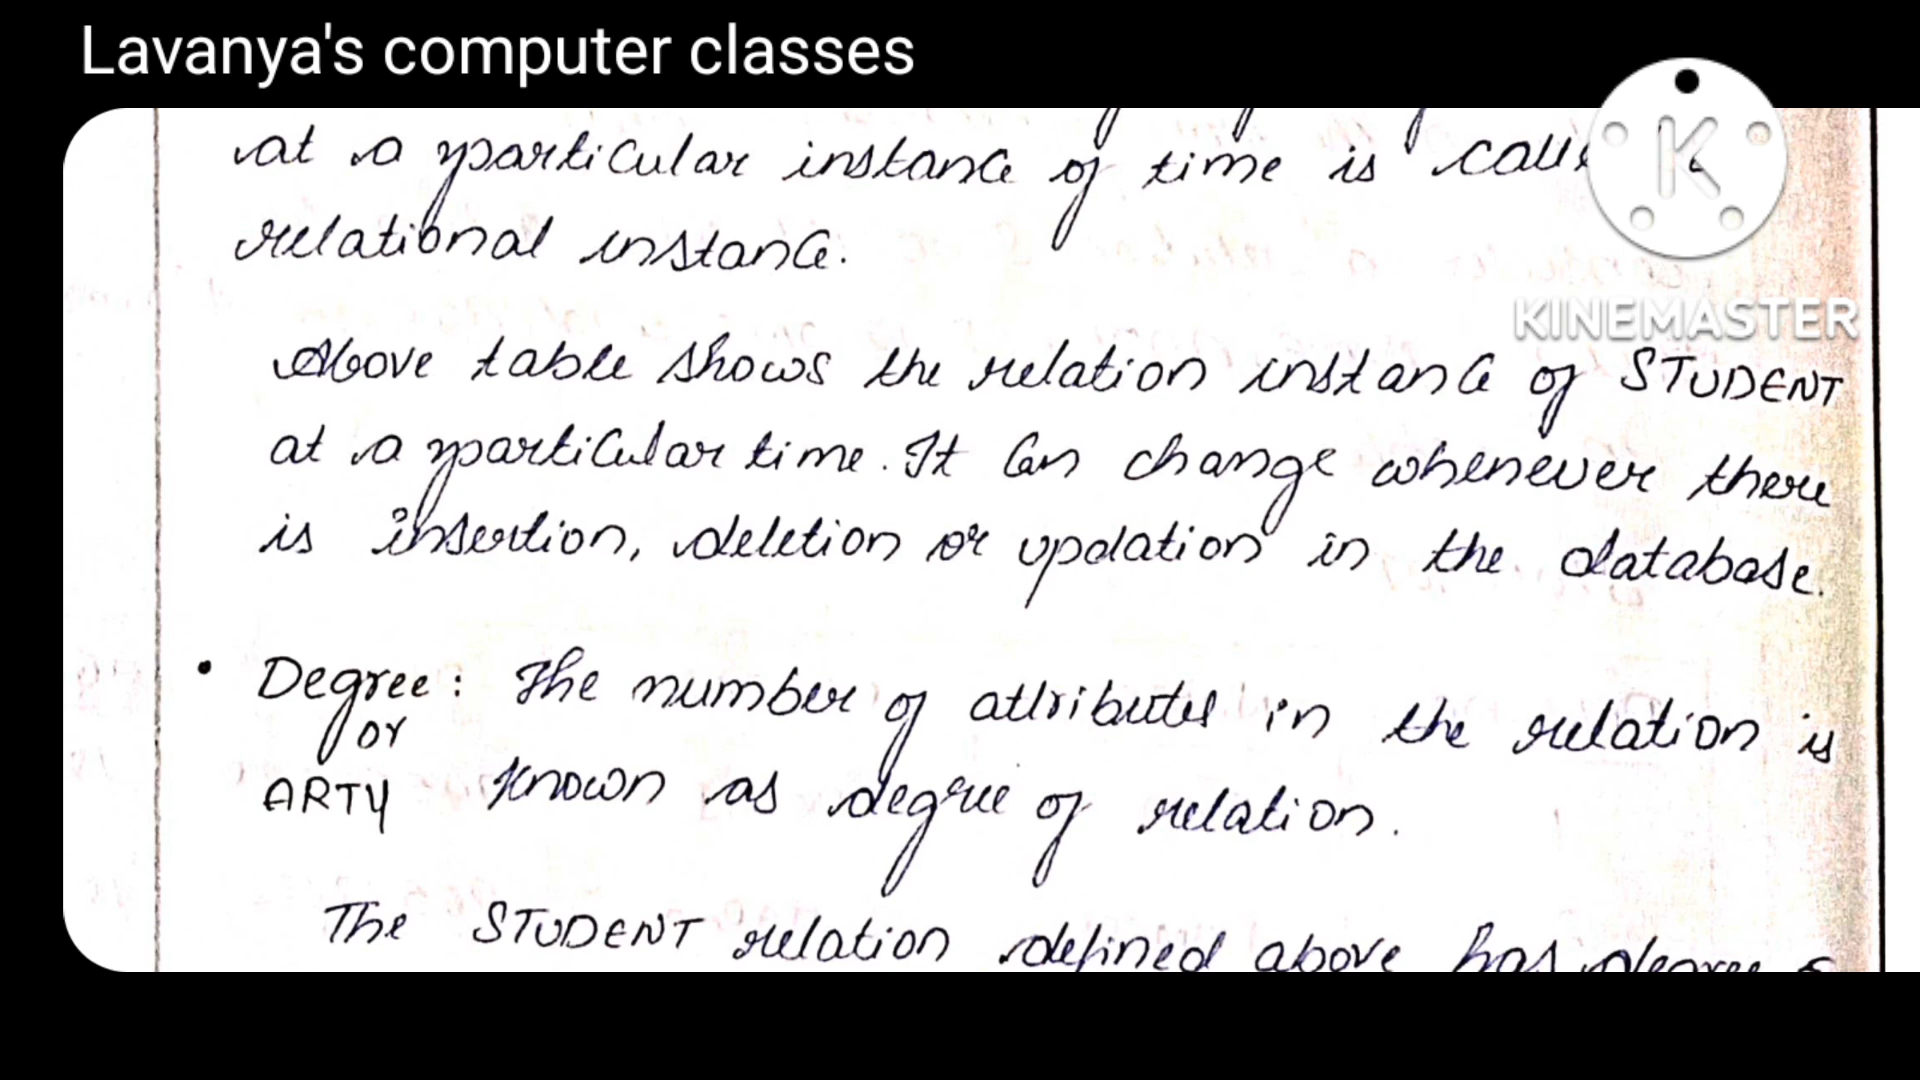 Lavanya's computer classes
at a particular instance of time is
relational instance.
KINEMASTER
Above table shows the relation instance of STUDENT
at a particular time. It can change whenever there
is insertion, deletion or updation in the database.
• Degree: The number of attributes in the relation is
or
ARTY known as degree of relation.
The STUDENT relation defined above has degree